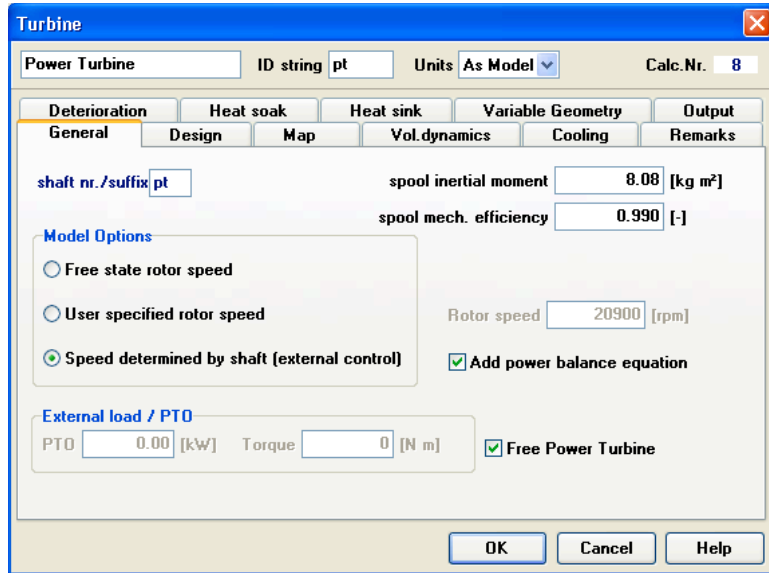 Turbine
Power Turbine ID string pt Units As Model Calc.Nr. 8
Deterioration Heat soak Heat sink Variable Geometry Output
General Design Map Vol.dynamics Cooling Remarks
shaft nr./suffix pt spool inertial moment 8.08 [kg m²]
spool mech. efficiency 0.990 [-]
Model Options
Free state rotor speed
User specified rotor speed Rotor speed 20900 [rpm]
Speed determined by shaft (external control) Add power balance equation
External load / PTO
PTO 0.00 [kW] Torque 0 [N m] Free Power Turbine
OK Cancel Help